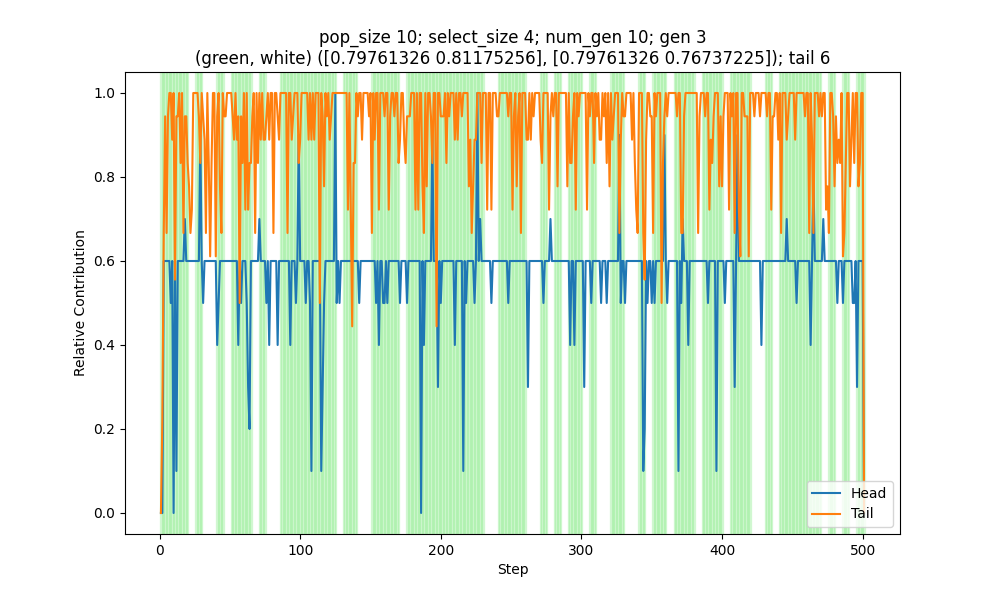 pop_size 10; select_size 4; num_gen 10; gen 3
(green, white) ([0.79761326 0.81175256], [0.79761326 0.76737225]); tail 6
1.0
0.8
0.6
0.4
0.2
0.0
Relative Contribution
0
100
200
300
400
500
Step
Head
Tail